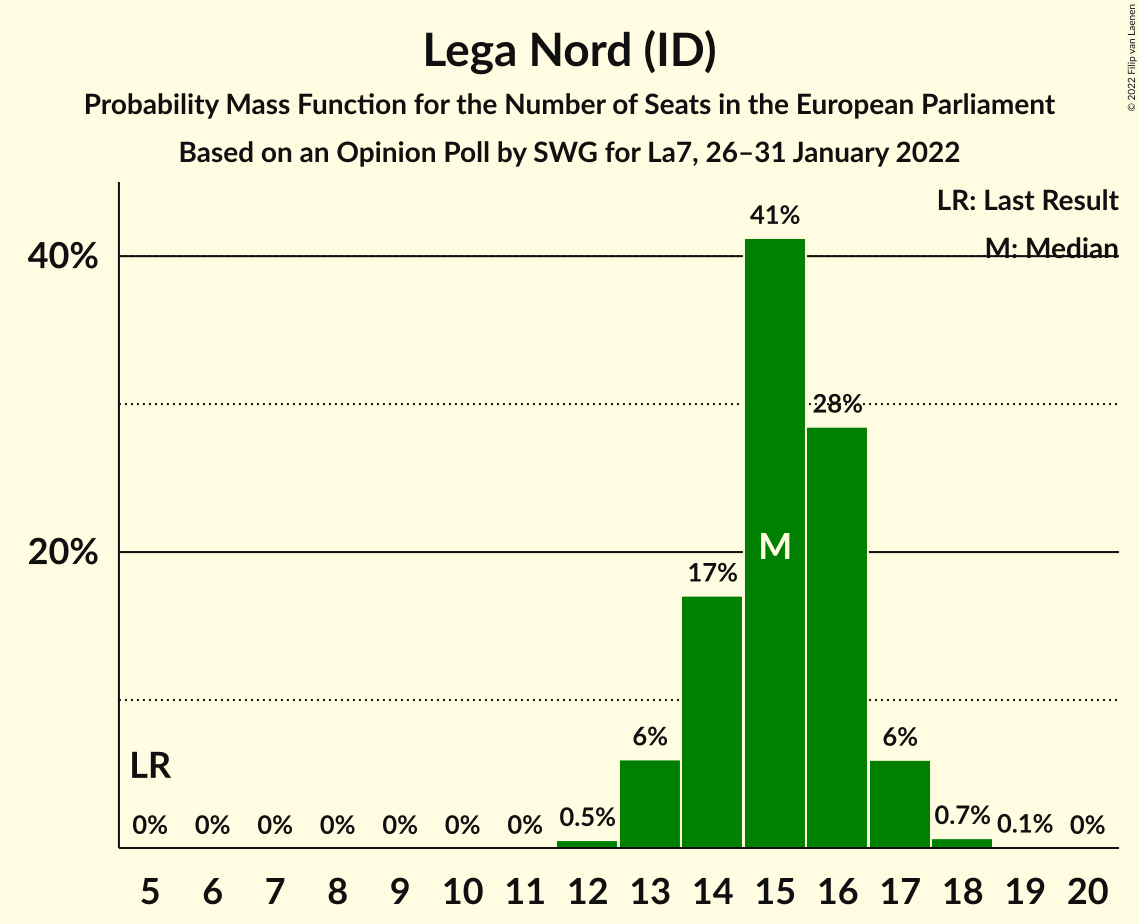 Lega Nord (ID)
Probability Mass Function for the Number of Seats in the European Parliament
Based on an Opinion Poll by SWG for La7, 26–31 January 2022
© 2022 Filip van Laenen
LR: Last Result
M: Median
40%
20%
41%
28%
M
17%
6%
6%
LR
0%
0%
0%
0%
0%
0%
0%
0.5%
0.7%
0.1%
0%
5 6 7 8 9 10 11 12 13 14 15 16 17 18 19 20